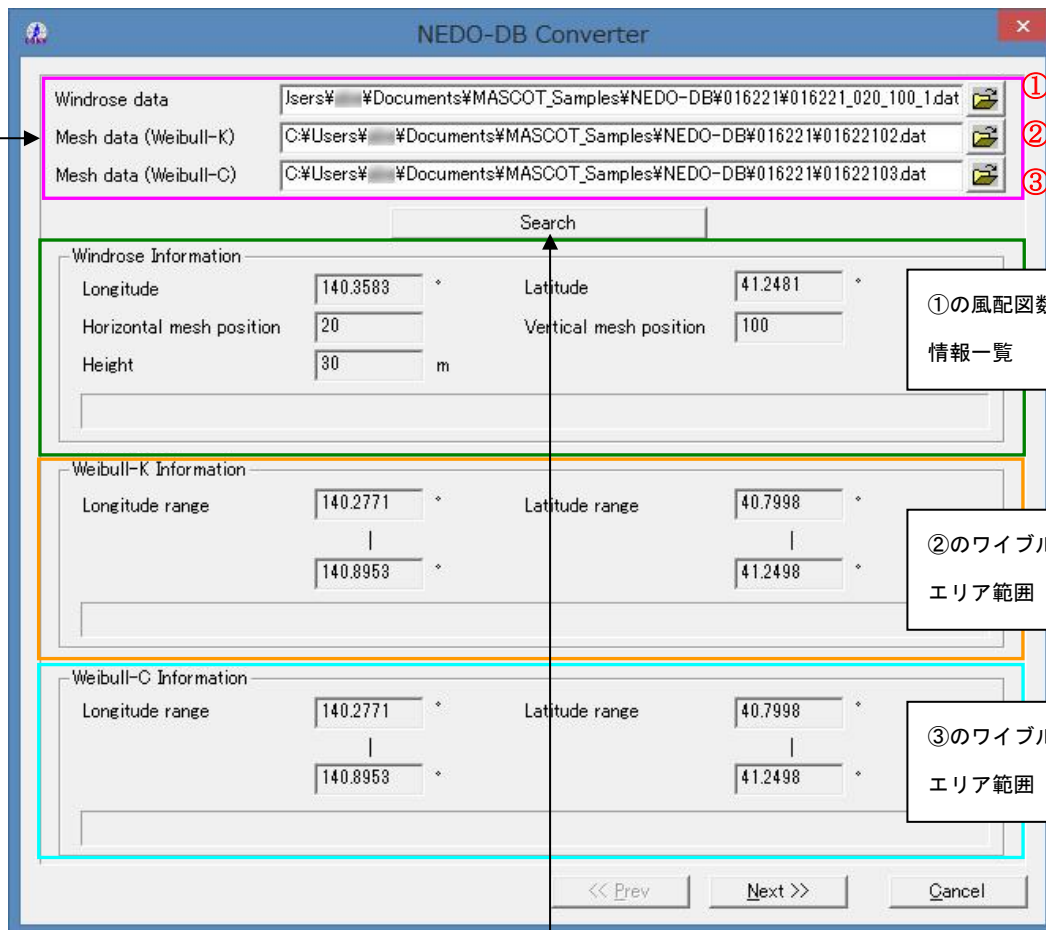 NEDO-DB Converter
Windrose data
Jsers¥ ¥Documents¥MASCOT_Samples¥NEDO-DB¥016221¥016221_020_100_1.dat
①
Mesh data (Weibull-K)
C:¥Users¥ ¥Documents¥MASCOT_Samples¥NEDO-DB¥016221¥01622102.dat
②
Mesh data (Weibull-C)
C:¥Users¥ ¥Documents¥MASCOT_Samples¥NEDO-DB¥016221¥01622103.dat
③
Search
Windrose Information
Longitude 140.3583 ° Latitude 41.2481 °
Horizontal mesh position 20 Vertical mesh position 100
Height 30 m
①の風配図数
情報一覧
Weibull-K Information
Longitude range 140.2771 ° Latitude range 40.7998 °
| |
140.8953 ° 41.2498 °
②のワイブル
エリア範囲
Weibull-C Information
Longitude range 140.2771 ° Latitude range 40.7998 °
| |
140.8953 ° 41.2498 °
③のワイブル
エリア範囲
<< Prev Next >> Cancel